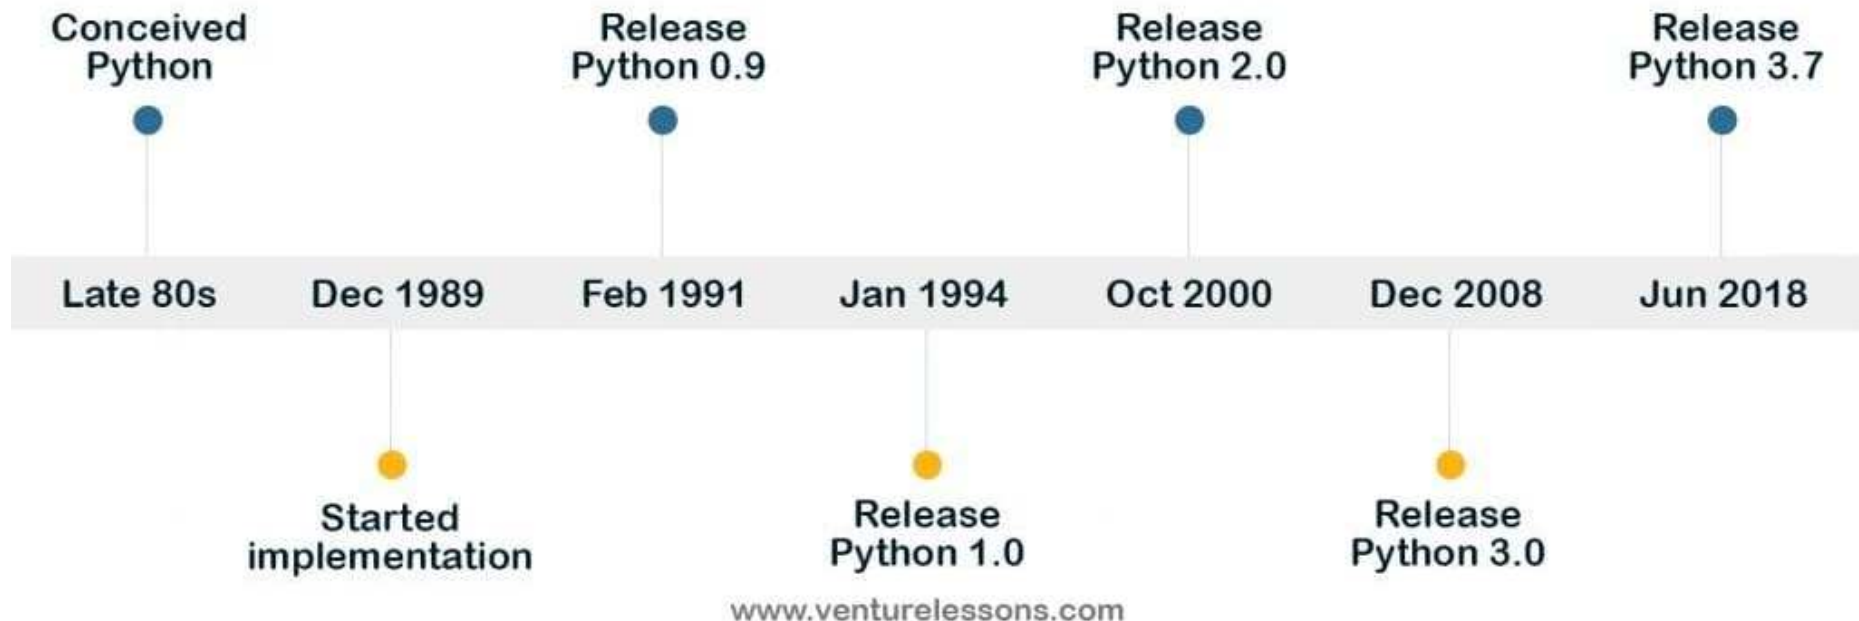 Conceived
Python
Release
Python 0.9
Release
Python 2.0
Release
Python 3.7
Late 80s
Dec 1989
Feb 1991
Jan 1994
Oct 2000
Dec 2008
Jun 2018
Started
implementation
Release
Python 1.0
Release
Python 3.0
www.venturelessons.com